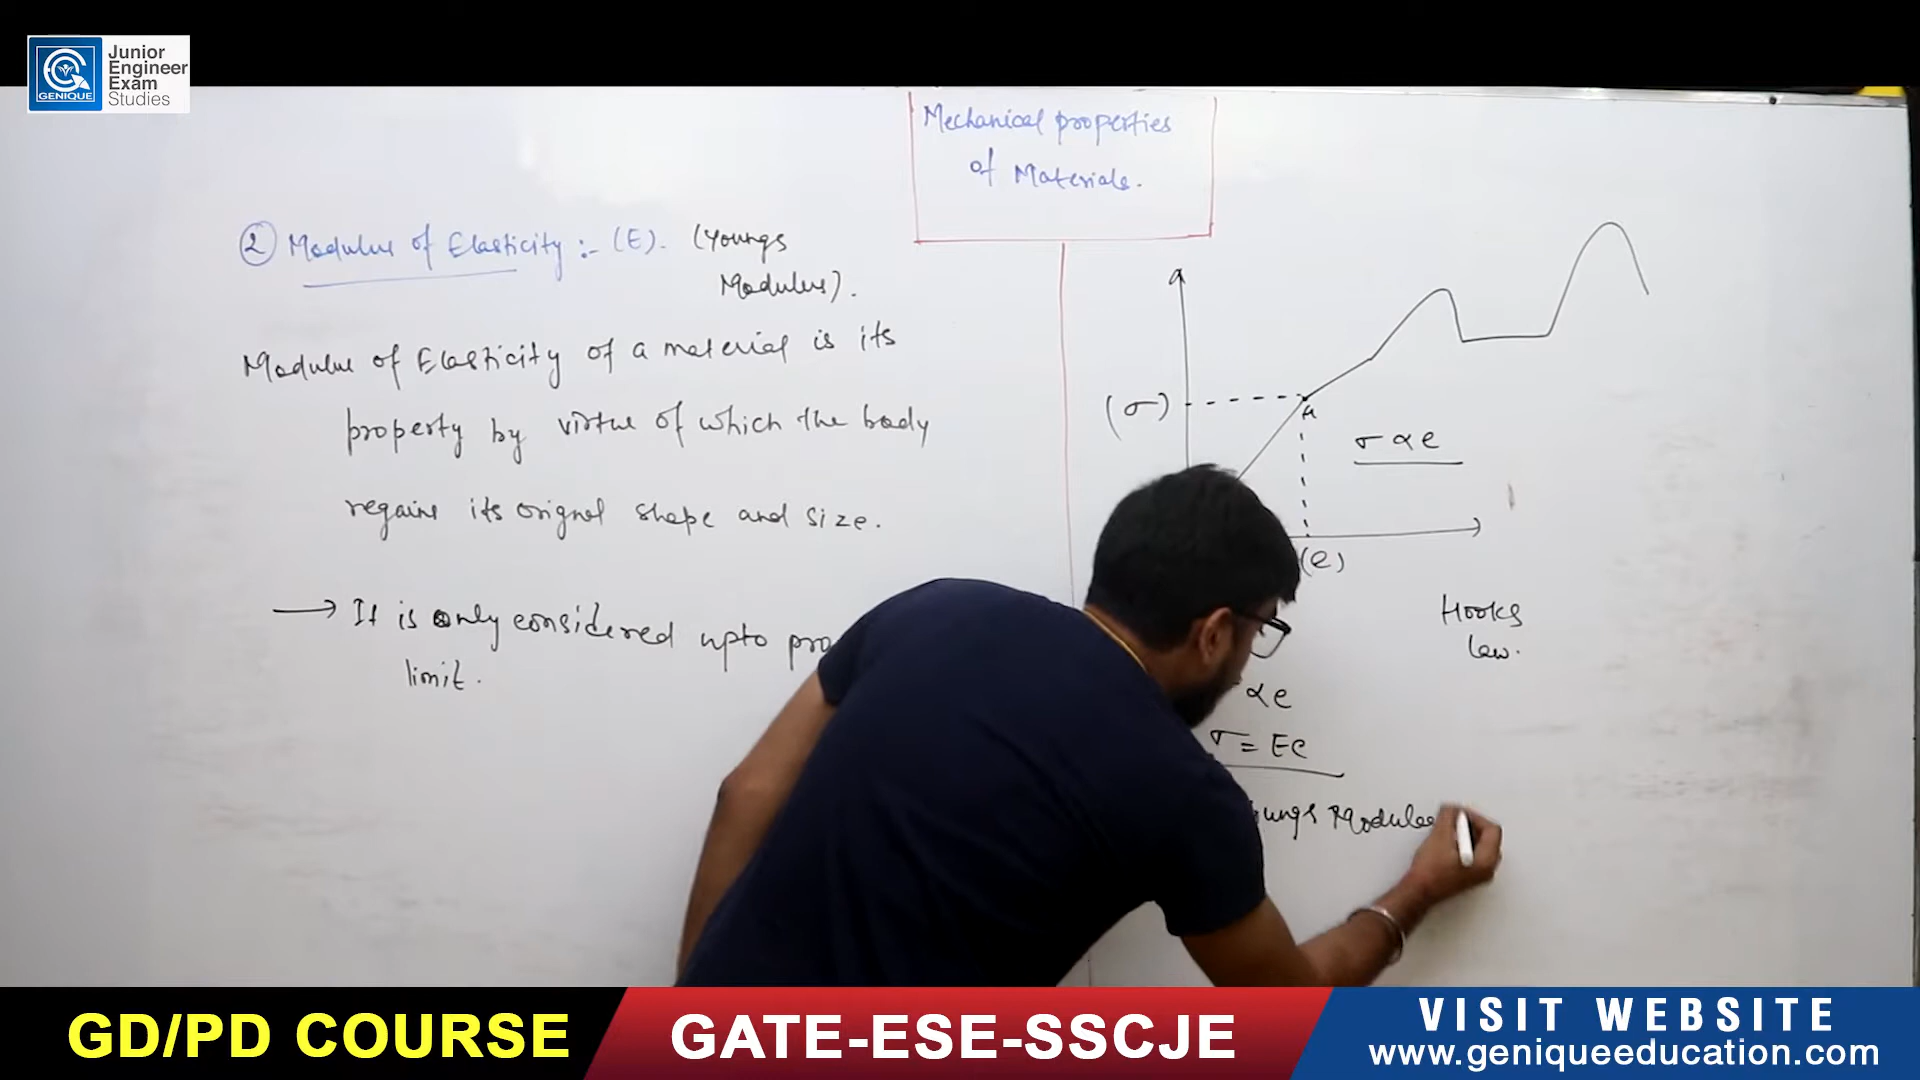 GENIQUE
Junior
Engineer
Exam
Studies
Mechanical properties
of Materials.
② Modulus of Elasticity :- (E). (Youngs
Modulus).
Modulus of Elasticity of a material is its
property by virtue of which the body
regains its orignal shape and size.
→ It is only considered upto pro
limit.
(σ)
σ ∝ e
(e)
Hooks
law.
∝ e
σ = Ee
ungs Modulus
GD/PD COURSE
GATE-ESE-SSCJE
VISIT WEBSITE
www.geniqueeducation.com